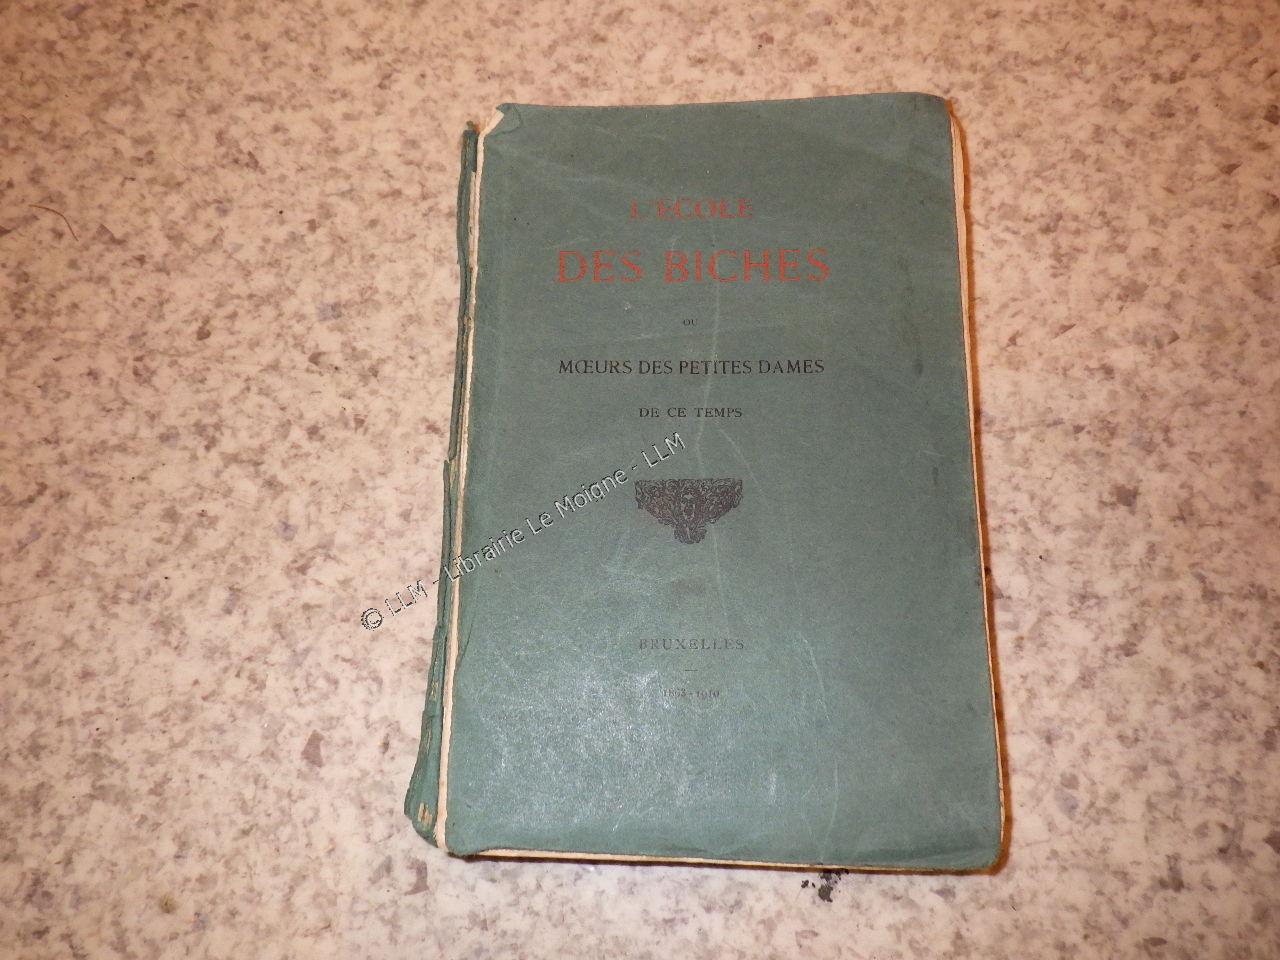 L'ÉCOLE
DES BICHES
OU
MŒURS DES PETITES DAMES
DE CE TEMPS
© LLM - Librairie Le Moigne - LLM
BRUXELLES
1863-1910